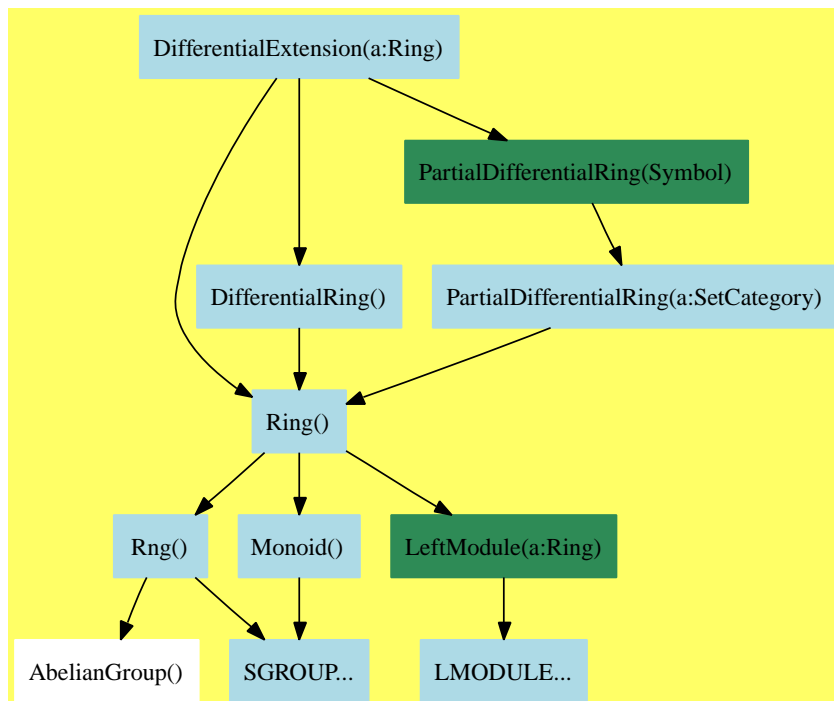 DifferentialExtension(a:Ring)
PartialDifferentialRing(Symbol)
DifferentialRing()
PartialDifferentialRing(a:SetCategory)
Ring()
Rng()
Monoid()
LeftModule(a:Ring)
AbelianGroup()
SGROUP...
LMODULE...